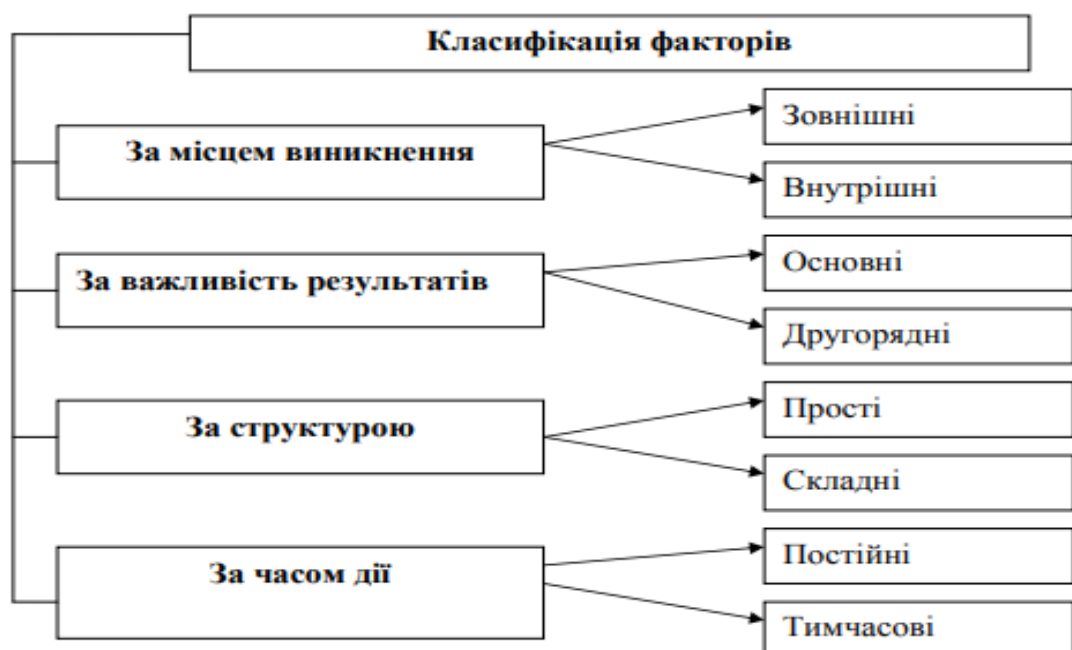 Класифікація факторів
За місцем виникнення
Зовнішні
Внутрішні
За важливість результатів
Основні
Другорядні
За структурою
Прості
Складні
За часом дії
Постійні
Тимчасові